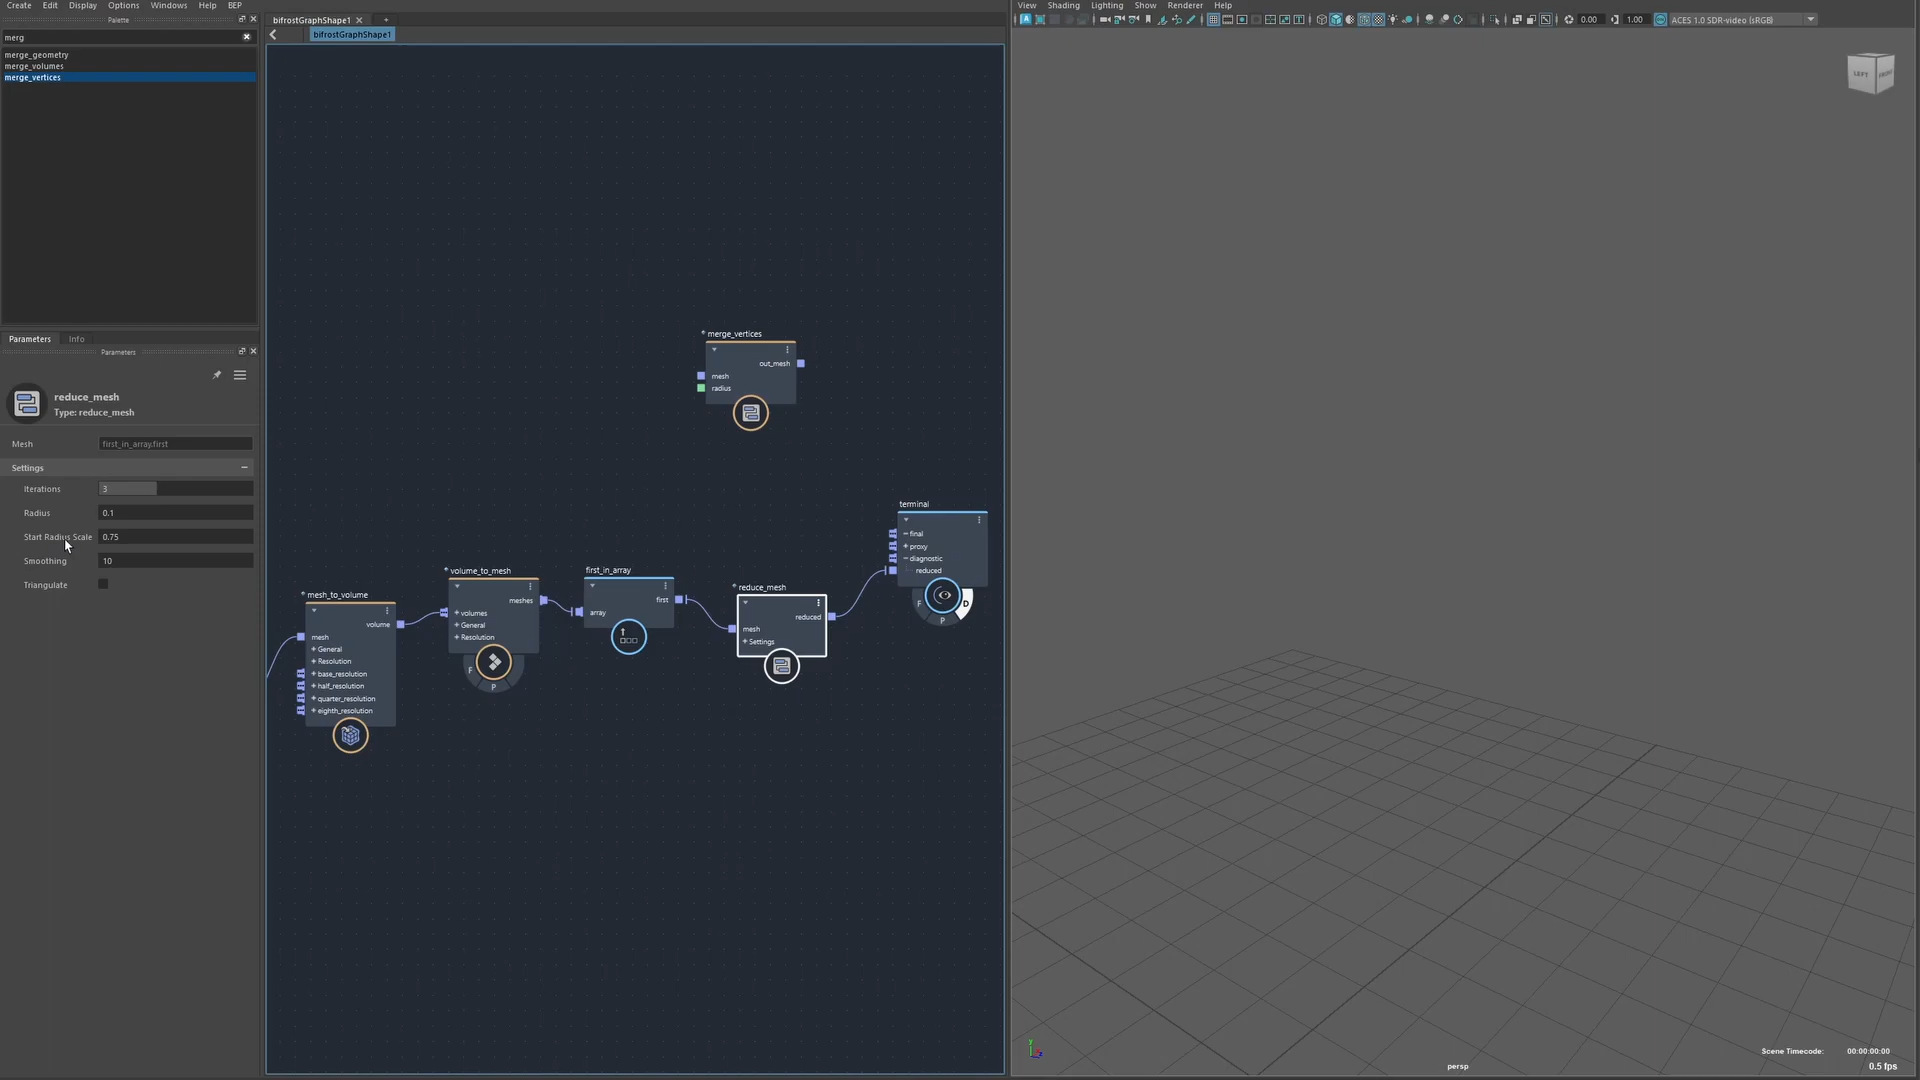 Create Edit Display Options Windows Help BEP
Palette
merg
merge_geometry
merge_volumes
merge_vertices
Parameters Info
Parameters
reduce_mesh
Type: reduce_mesh
Mesh first_in_array.first
Settings
Iterations 3
Radius 0.1
Start Radius Scale 0.75
Smoothing 10
Triangulate
bifrostGraphShape1
bifrostGraphShape1
merge_vertices
out_mesh
mesh
radius
terminal
final
proxy
diagnostic
reduced
F D
P
mesh_to_volume
volume
mesh
General
Resolution
base_resolution
half_resolution
quarter_resolution
eighth_resolution
volume_to_mesh
meshes
volumes
General
Resolution
F
P
first_in_array
first
array
reduce_mesh
reduced
mesh
Settings
View Shading Lighting Show Renderer Help
0.00 1.00 ACES 1.0 SDR-video (sRGB)
LEFT FRONT
persp
Scene Timecode: 00:00:00:00
0.5 fps